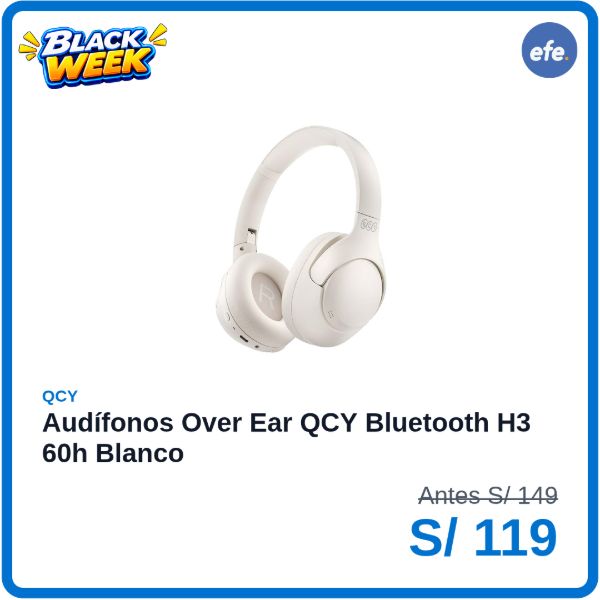 BLACK
WEEK
efe.
R
QCY
Audífonos Over Ear QCY Bluetooth H3
60h Blanco
Antes S/ 149
S/ 119